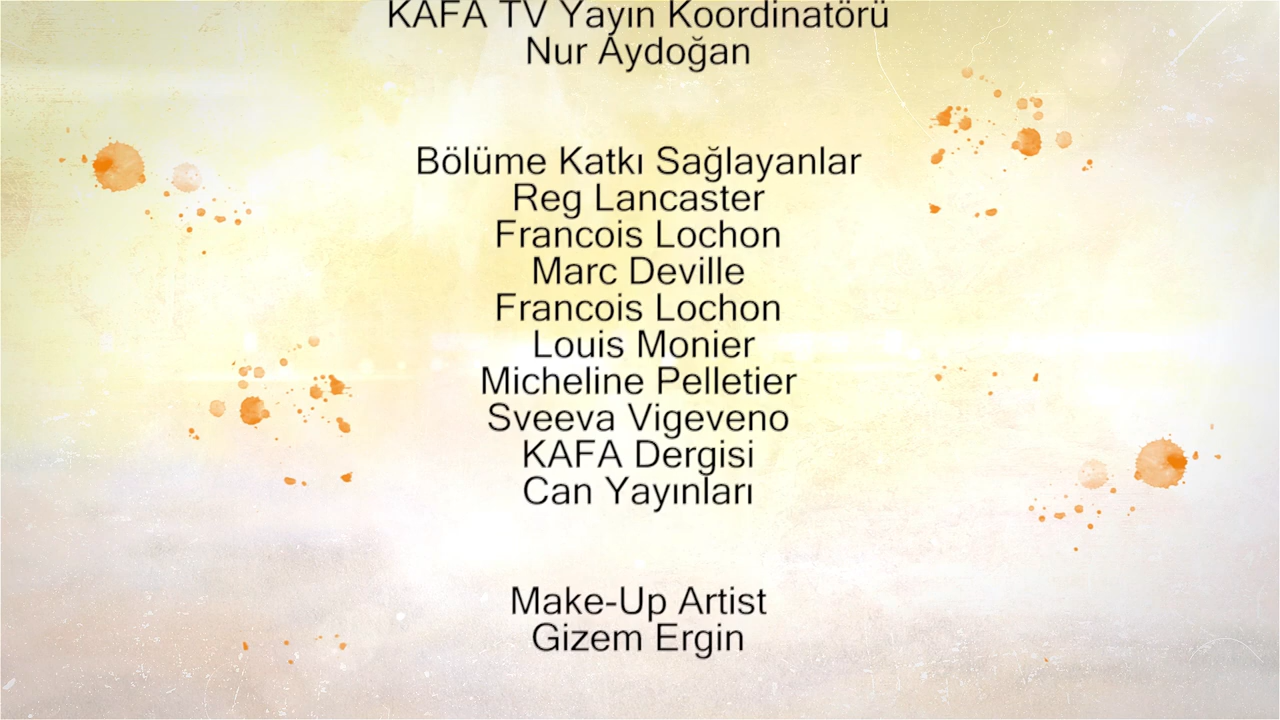 KAFA TV Yayın Koordinatörü
Nur Aydoğan
Bölüme Katkı Sağlayanlar
Reg Lancaster
Francois Lochon
Marc Deville
Francois Lochon
Louis Monier
Micheline Pelletier
Sveeva Vigeveno
KAFA Dergisi
Can Yayınları
Make-Up Artist
Gizem Ergin